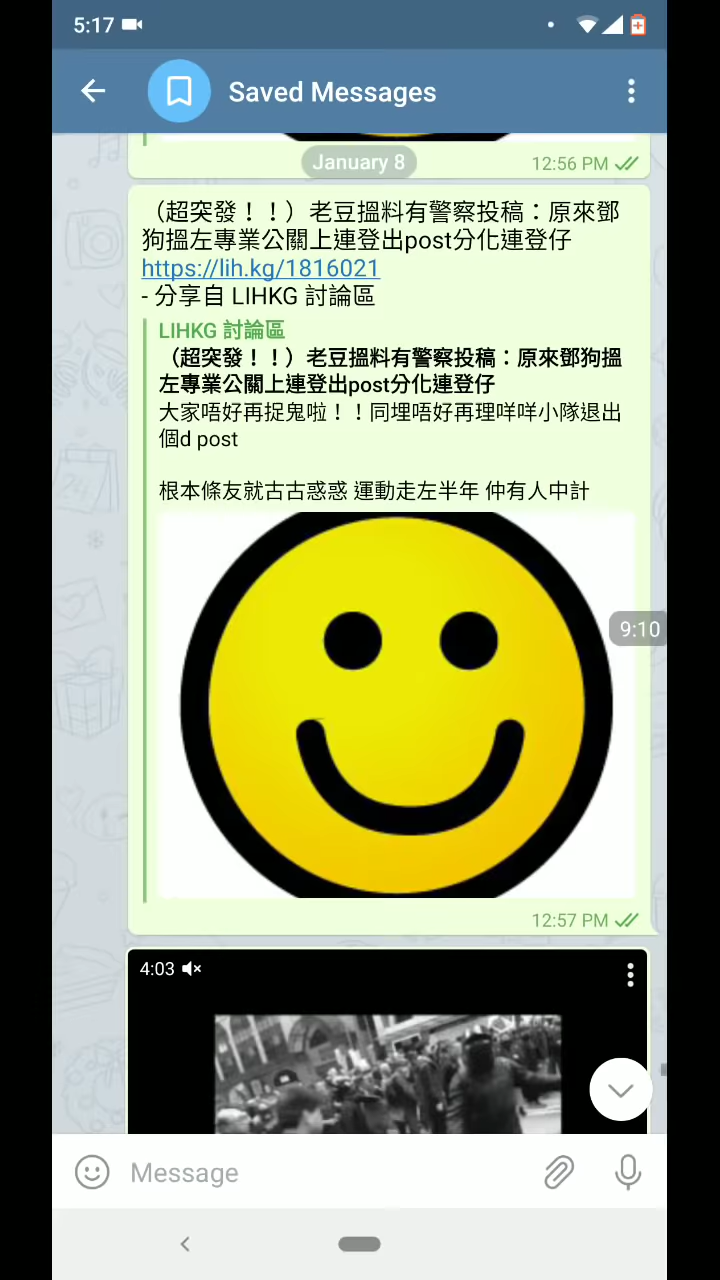 5:17
Saved Messages
January 8
12:56 PM
（超突發！！）老豆搵料有警察投稿：原來鄧
狗搵左專業公關上連登出post分化連登仔
https://lih.kg/1816021
- 分享自 LIHKG 討論區
LIHKG 討論區
（超突發！！）老豆搵料有警察投稿：原來鄧狗搵
左專業公關上連登出post分化連登仔
大家唔好再捉鬼啦！！同埋唔好再理咩咩小隊退出
個d post
根本條友就古古惑惑 運動走左半年 仲有人中計
9:10
12:57 PM
4:03
Message